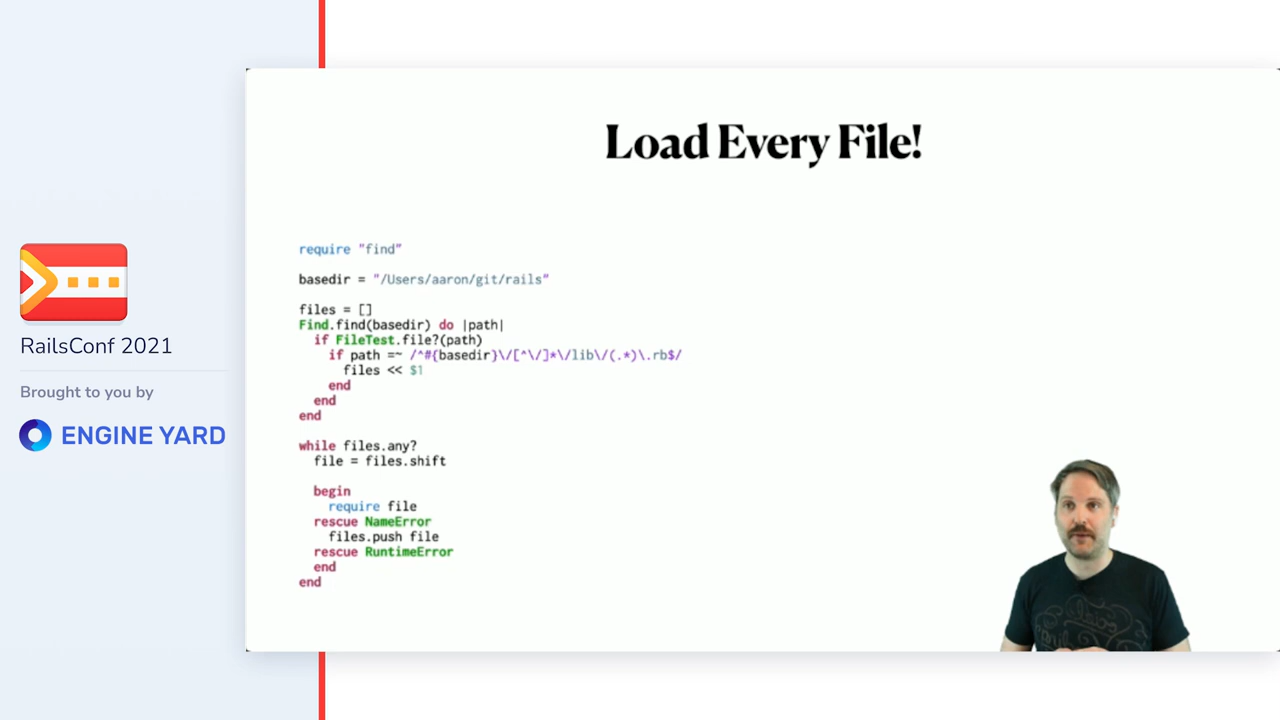 Load Every File!
require "find"
basedir = "/Users/aaron/git/rails"
files = []
Find.find(basedir) do |path|
if FileTest.file?(path)
if path =~ /^#{basedir}\/[^\/]*\/lib\/(.*)\.rb$/
files << $1
end
end
end
while files.any?
file = files.shift
begin
require file
rescue NameError
files.push file
rescue RuntimeError
end
end
RailsConf 2021
Brought to you by
ENGINE YARD